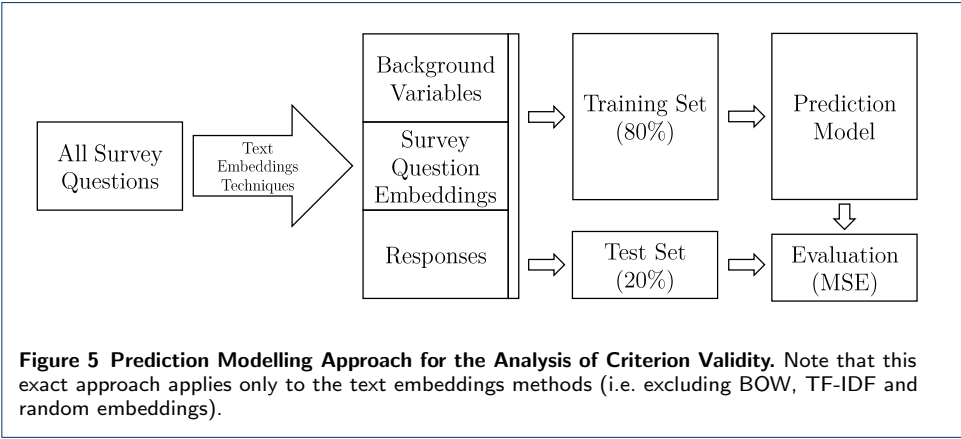 All Survey
Questions
Text
Embeddings
Techniques
Background
Variables
Survey
Question
Embeddings
Responses
Training Set
(80%)
Prediction
Model
Test Set
(20%)
Evaluation
(MSE)
Figure 5 Prediction Modelling Approach for the Analysis of Criterion Validity. Note that this
exact approach applies only to the text embeddings methods (i.e. excluding BOW, TF-IDF and
random embeddings).